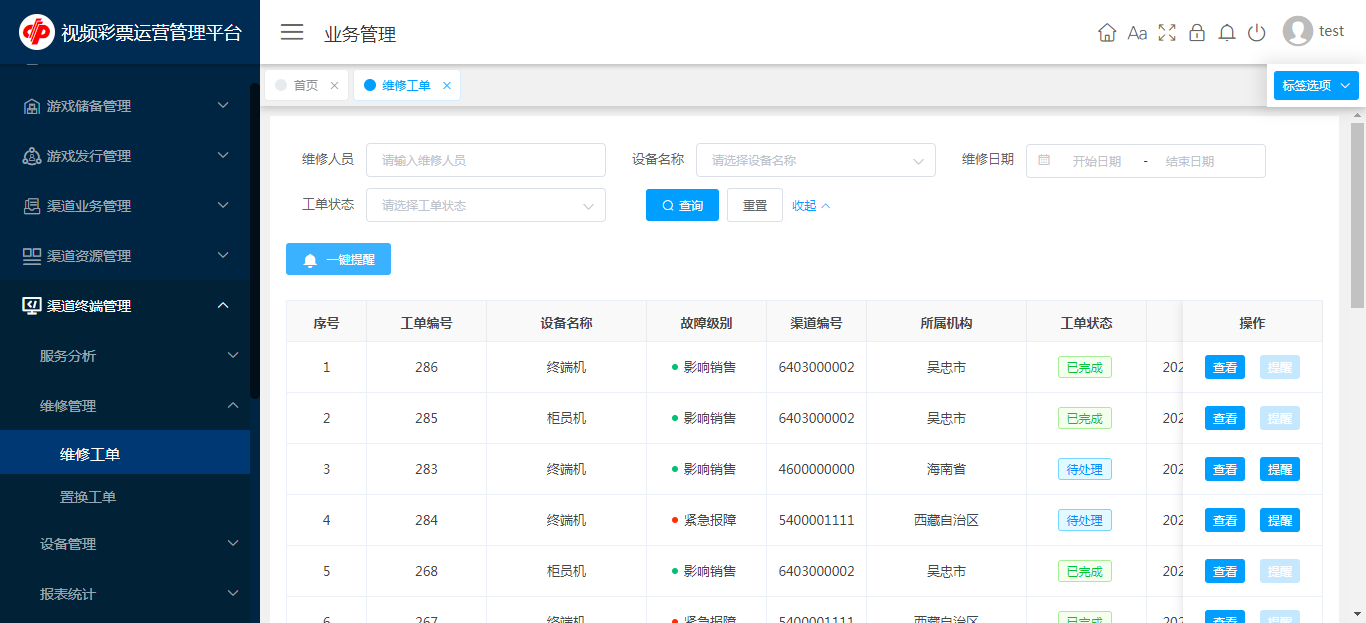 视频彩票运营管理平台
业务管理
Aa
test
首页
维修工单
标签选项
游戏储备管理
游戏发行管理
渠道业务管理
渠道资源管理
渠道终端管理
服务分析
维修管理
维修工单
置换工单
设备管理
报表统计
维修人员 请输入维修人员 设备名称 请选择设备名称 维修日期 开始日期 - 结束日期
工单状态 请选择工单状态 查询 重置 收起
一键提醒
序号 工单编号 设备名称 故障级别 渠道编号 所属机构 工单状态 操作
1 286 终端机 影响销售 6403000002 吴忠市 已完成 202 查看 提醒
2 285 柜员机 影响销售 6403000002 吴忠市 已完成 202 查看 提醒
3 283 终端机 影响销售 4600000000 海南省 待处理 202 查看 提醒
4 284 终端机 紧急报障 5400001111 西藏自治区 待处理 202 查看 提醒
5 268 柜员机 影响销售 6403000002 吴忠市 已完成 202 查看 提醒
6 267 终端机 紧急报障 5400001111 西藏自治区 已完成 202 查看 提醒